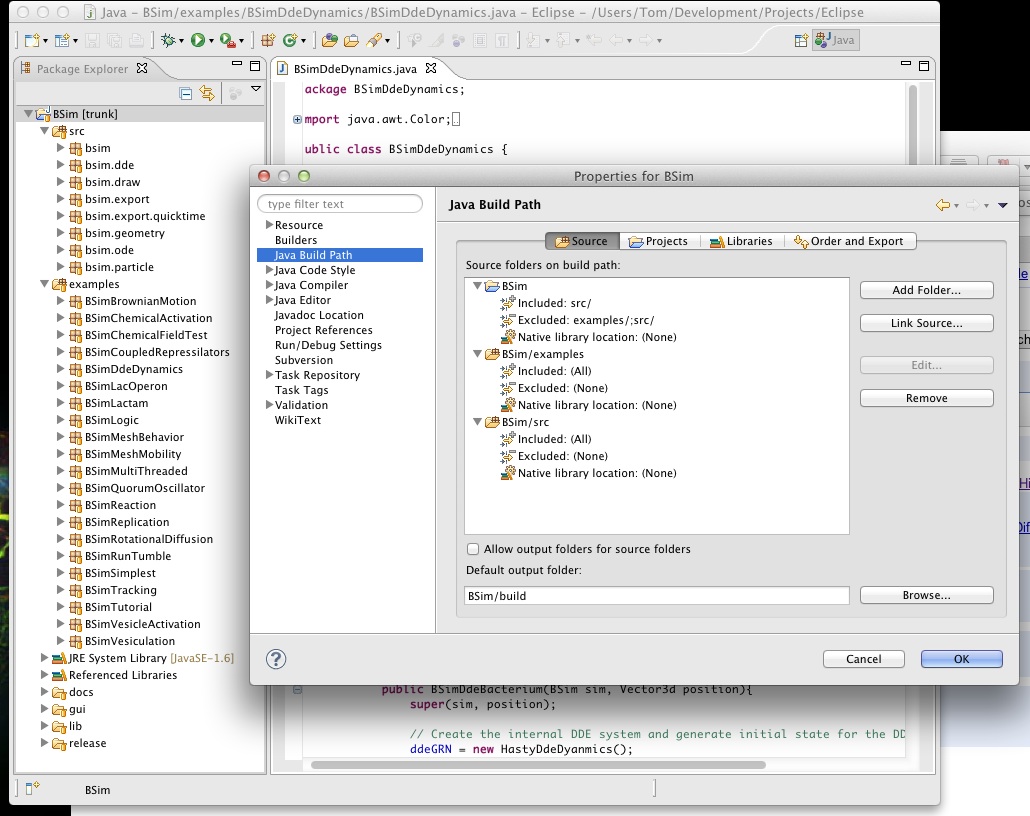 Java – BSim/examples/BSimDdeDynamics/BSimDdeDynamics.java – Eclipse – /Users/Tom/Development/Projects/Eclipse
Java
Package Explorer
BSim [trunk]
src
bsim
bsim.dde
bsim.draw
bsim.export
bsim.export.quicktime
bsim.geometry
bsim.ode
bsim.particle
examples
BSimBrownianMotion
BSimChemicalActivation
BSimChemicalFieldTest
BSimCoupledRepressilators
BSimDdeDynamics
BSimLacOperon
BSimLactam
BSimLogic
BSimMeshBehavior
BSimMeshMobility
BSimMultiThreaded
BSimQuorumOscillator
BSimReaction
BSimReplication
BSimRotationalDiffusion
BSimRunTumble
BSimSimplest
BSimTracking
BSimTutorial
BSimVesicleActivation
BSimVesiculation
JRE System Library [JavaSE-1.6]
Referenced Libraries
docs
gui
lib
release
BSimDdeDynamics.java
ackage BSimDdeDynamics;
mport java.awt.Color;
ublic class BSimDdeDynamics {
Properties for BSim
type filter text
Resource
Builders
Java Build Path
Java Code Style
Java Compiler
Java Editor
Javadoc Location
Project References
Run/Debug Settings
Subversion
Task Repository
Task Tags
Validation
WikiText
Java Build Path
Source
Projects
Libraries
Order and Export
Source folders on build path:
BSim
Included: src/
Excluded: examples/;src/
Native library location: (None)
BSim/examples
Included: (All)
Excluded: (None)
Native library location: (None)
BSim/src
Included: (All)
Excluded: (None)
Native library location: (None)
Add Folder...
Link Source...
Edit...
Remove
Allow output folders for source folders
Default output folder:
BSim/build
Browse...
Cancel
OK
public BSimDdeBacterium(BSim sim, Vector3d position){
super(sim, position);
// Create the internal DDE system and generate initial state for the DD
ddeGRN = new HastyDdeDyanmics();
BSim